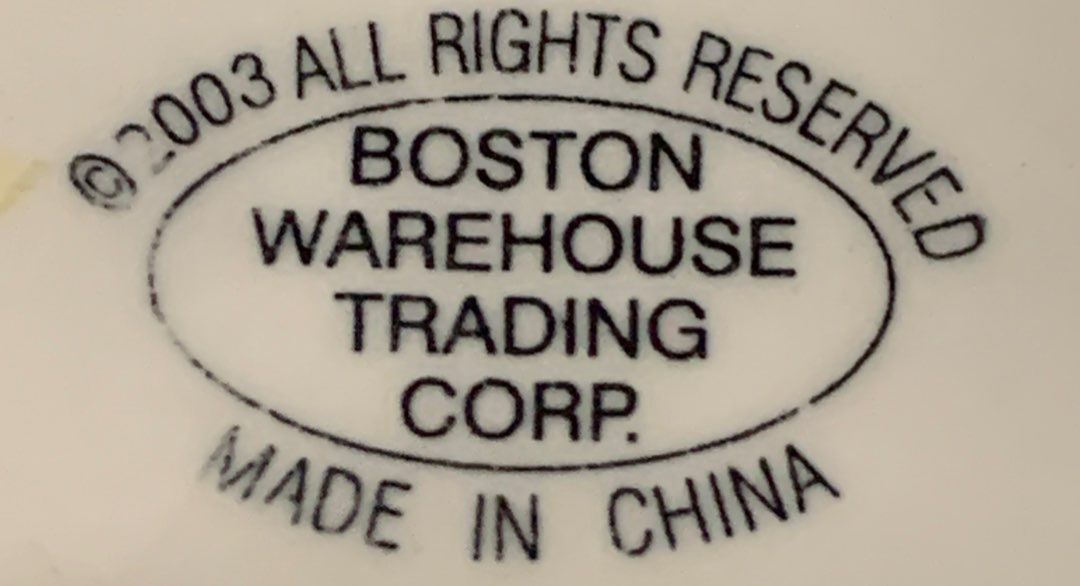 © 2003 ALL RIGHTS RESERVED
BOSTON
WAREHOUSE
TRADING
CORP.
MADE IN CHINA